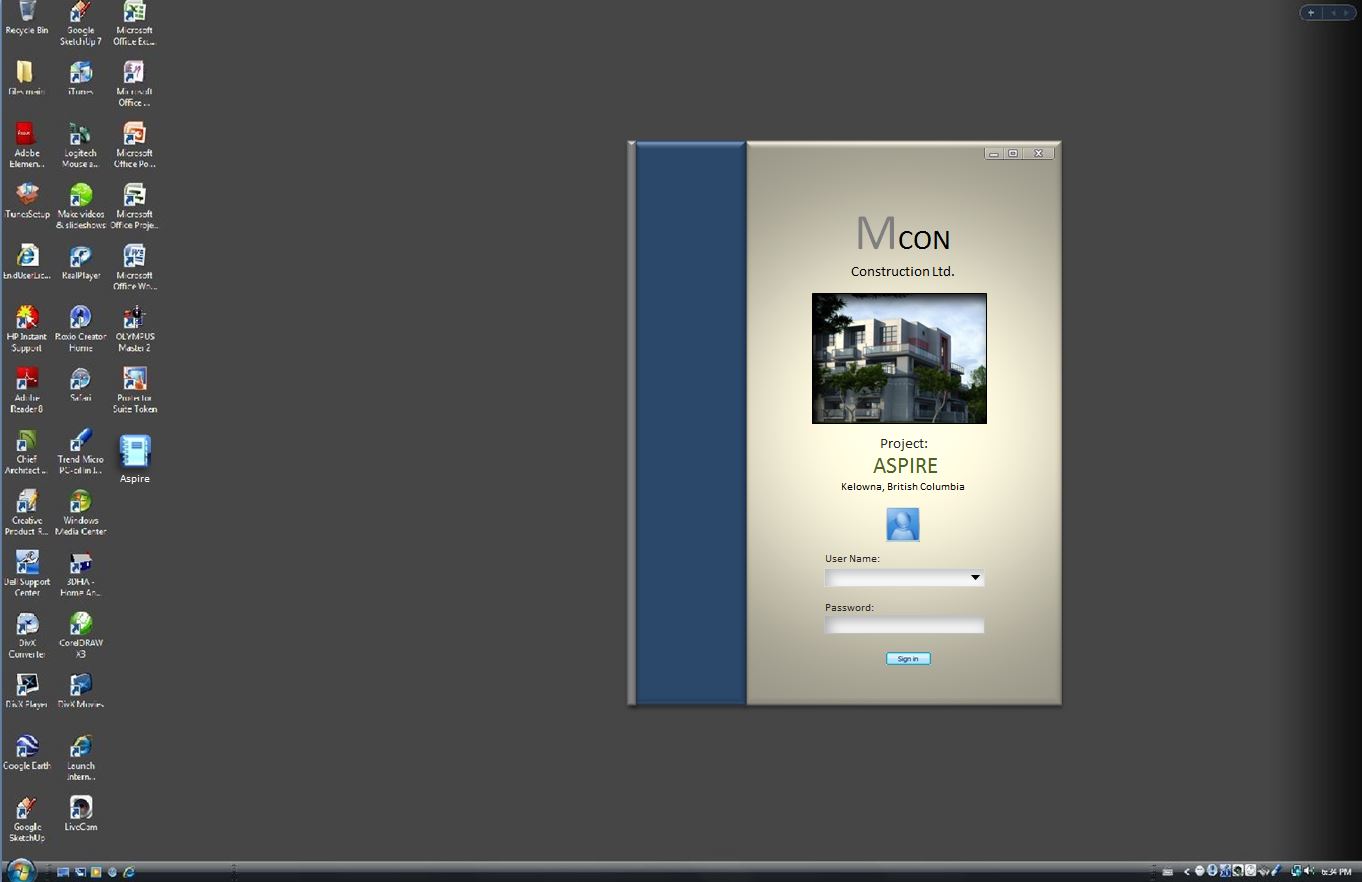 Recycle Bin
Google
SketchUp 7
Microsoft
Office Exc...
Files main
iTunes
Microsoft
Office ...
Adobe
Elemen...
Logitech
Mouse a...
Microsoft
Office Po...
iTunesSetup
Make videos
& slideshows
Microsoft
Office Proje...
EndUserLic...
RealPlayer
Microsoft
Office Wo...
HP Instant
Support
Roxio Creator
Home
OLYMPUS
Master 2
Adobe
Reader 8
Safari
Protector
Suite Token
Chief
Architect ...
Trend Micro
PC-cillin I...
Aspire
Creative
Product R...
Windows
Media Center
Dell Support
Center
3DHA -
Home Ar...
DivX
Converter
CorelDRAW
X3
DivX Player
DivX Movies
Google Earth
Launch
Intern...
Google
SketchUp
LiveCam
MCON
Construction Ltd.
Project:
ASPIRE
Kelowna, British Columbia
User Name:
Password:
Sign in
6:34 PM